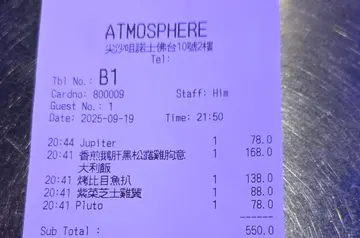 ATMOSPHERE
尖沙咀諾士佛台10號2樓
Tel:
Tbl No.: B1
Cardno: 800009 Staff: Him
Guest No.: 1
Date: 2025-09-19 Time: 21:50
20:44 Jupiter 1 78.0
20:41 香煎鵝肝黑松露雞肶意 1 168.0
大利飯
20:41 烤比目魚扒 1 138.0
20:41 紫菜芝士雞翼 1 88.0
20:41 Pluto 1 78.0
Sub Total : 550.0